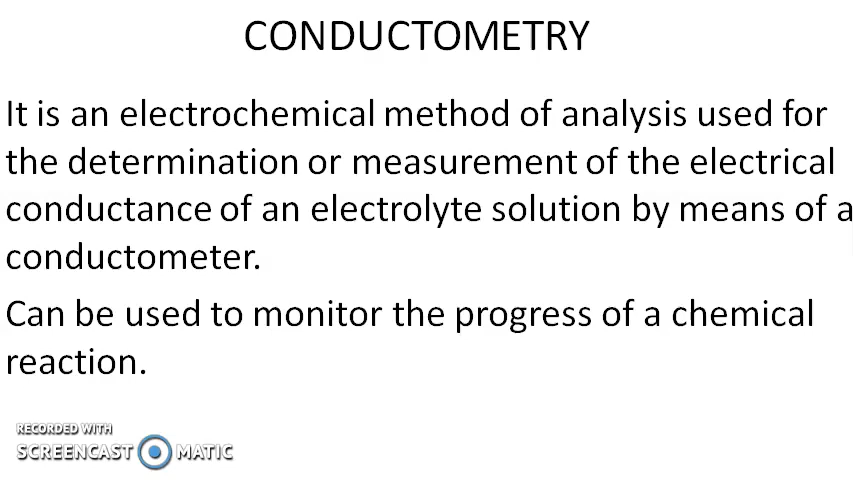 CONDUCTOMETRY
It is an electrochemical method of analysis used for
the determination or measurement of the electrical
conductance of an electrolyte solution by means of a
conductometer.
Can be used to monitor the progress of a chemical
reaction.
RECORDED WITH
SCREENCAST MATIC